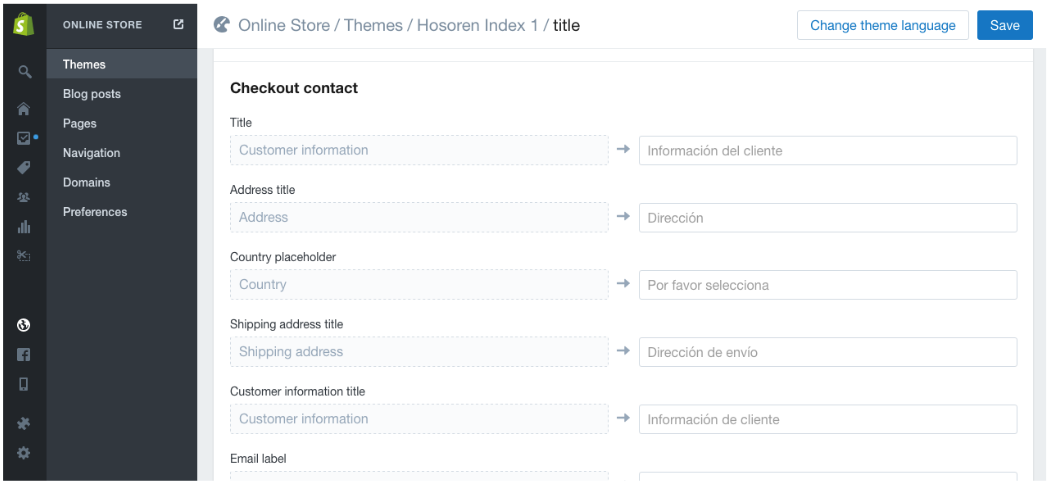 ONLINE STORE
Online Store / Themes / Hosoren Index 1 / title
Change theme language
Save
Themes
Blog posts
Pages
Navigation
Domains
Preferences
Checkout contact
Title
Customer information → Información del cliente
Address title
Address → Dirección
Country placeholder
Country → Por favor selecciona
Shipping address title
Shipping address → Dirección de envío
Customer information title
Customer information → Información de cliente
Email label